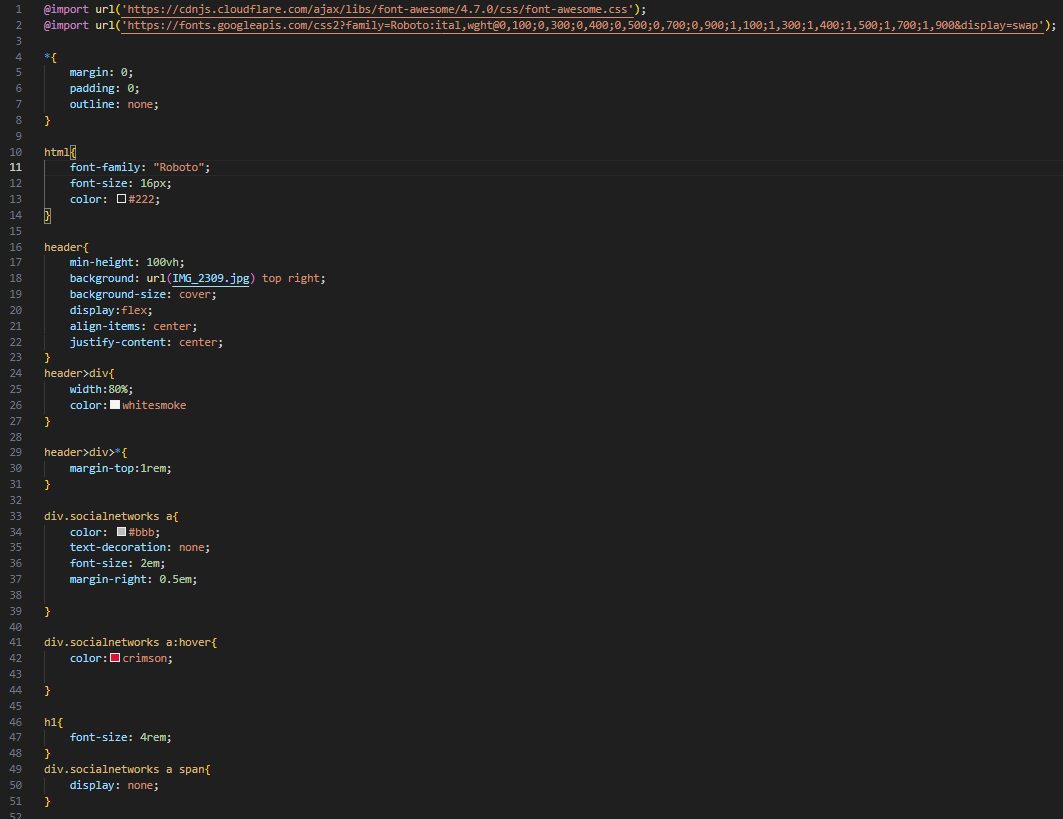 1 @import url('https://cdnjs.cloudflare.com/ajax/libs/font-awesome/4.7.0/css/font-awesome.css');
2 @import url('https://fonts.googleapis.com/css2?family=Roboto:ital,wght@0,100;0,300;0,400;0,500;0,700;0,900;1,100;1,300;1,400;1,500;1,700;1,900&display=swap');
3
4 *{
5     margin: 0;
6     padding: 0;
7     outline: none;
8 }
9
10 html{
11     font-family: "Roboto";
12     font-size: 16px;
13     color: #222;
14 }
15
16 header{
17     min-height: 100vh;
18     background: url(IMG_2309.jpg) top right;
19     background-size: cover;
20     display:flex;
21     align-items: center;
22     justify-content: center;
23 }
24 header>div{
25     width:80%;
26     color:whitesmoke
27 }
28
29 header>div>*{
30     margin-top:1rem;
31 }
32
33 div.socialnetworks a{
34     color: #bbb;
35     text-decoration: none;
36     font-size: 2em;
37     margin-right: 0.5em;
38
39 }
40
41 div.socialnetworks a:hover{
42     color:crimson;
43
44 }
45
46 h1{
47     font-size: 4rem;
48 }
49 div.socialnetworks a span{
50     display: none;
51 }
52